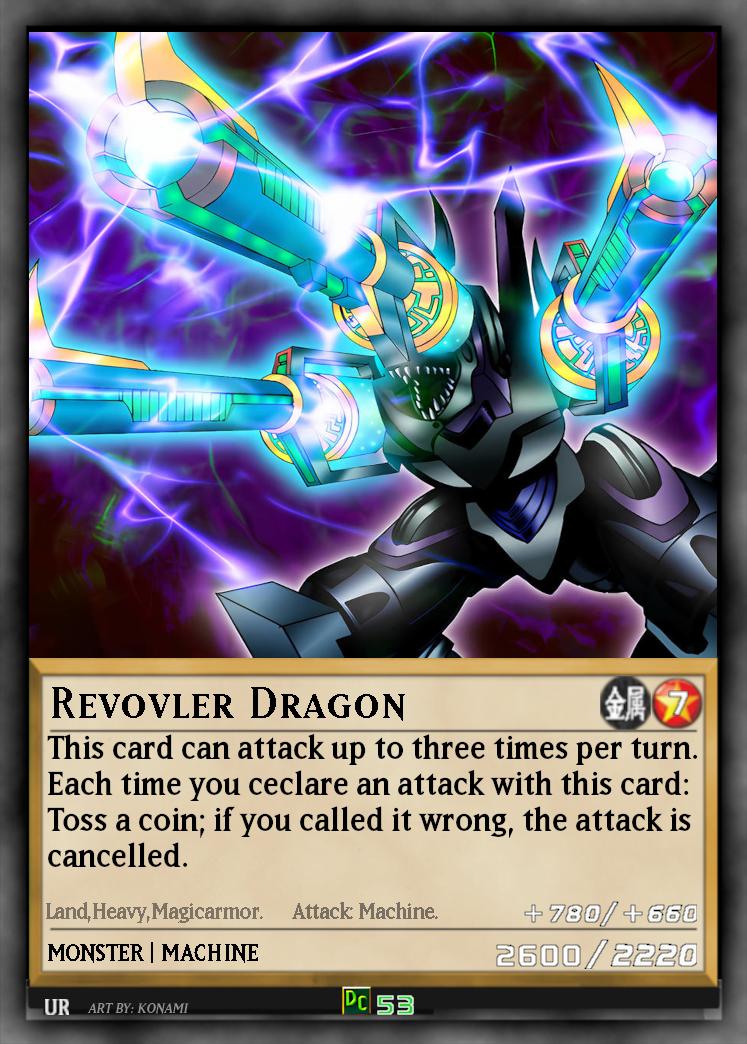 REVOVLER DRAGON 金属 7
This card can attack up to three times per turn.
Each time you ceclare an attack with this card:
Toss a coin; if you called it wrong, the attack is
cancelled.
Land,Heavy,Magicarmor. Attack: Machine. +780/+660
MONSTER | MACHINE 2600/2220
UR ART BY: KONAMI DC 53